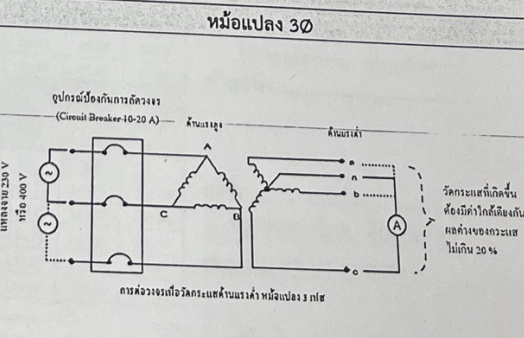 หม้อแปลง 3Ø
อุปกรณ์ป้องกันการลัดวงจร
(Circuit Breaker 10-20 A)
ด้านแรงสูง
ด้านแรงต่ำ
แหล่งจ่าย 230 V
หรือ 400 V
~
~
A
C
B
a
n
b
c
A
วัดกระแสที่เกิดขึ้น
ต้องมีค่าใกล้เคียงกัน
ผลต่างของกระแส
ไม่เกิน 20 %
การต่อวงจรเพื่อวัดกระแสด้านแรงต่ำ หม้อแปลง 3 เฟส